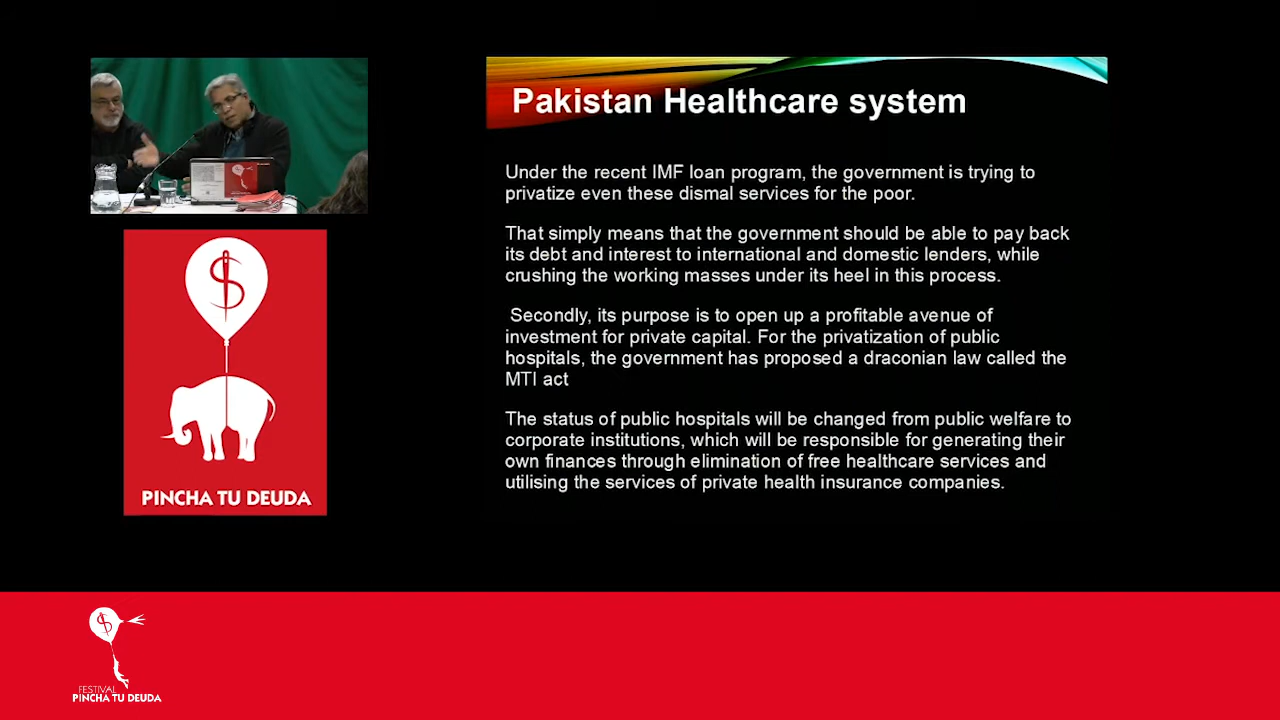 Pakistan Healthcare system
Under the recent IMF loan program, the government is trying to
privatize even these dismal services for the poor.
That simply means that the government should be able to pay back
its debt and interest to international and domestic lenders, while
crushing the working masses under its heel in this process.
Secondly, its purpose is to open up a profitable avenue of
investment for private capital. For the privatization of public
hospitals, the government has proposed a draconian law called the
MTI act
The status of public hospitals will be changed from public welfare to
corporate institutions, which will be responsible for generating their
own finances through elimination of free healthcare services and
utilising the services of private health insurance companies.
$
PINCHA TU DEUDA
$
FESTIVAL
PINCHA TU DEUDA